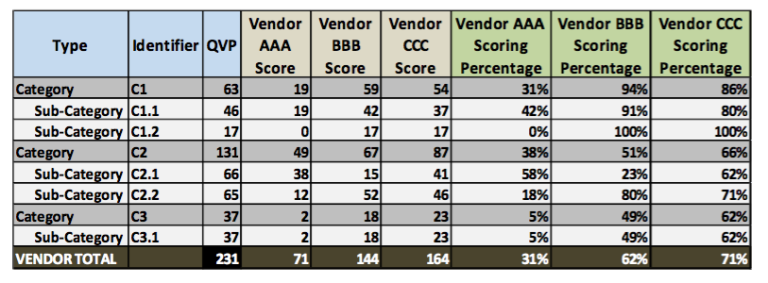 Type Identifier QVP Vendor AAA Score Vendor BBB Score Vendor CCC Score Vendor AAA Scoring Percentage Vendor BBB Scoring Percentage Vendor CCC Scoring Percentage
Category C1 63 19 59 54 31% 94% 86%
Sub-Category C1.1 46 19 42 37 42% 91% 80%
Sub-Category C1.2 17 0 17 17 0% 100% 100%
Category C2 131 49 67 87 38% 51% 66%
Sub-Category C2.1 66 38 15 41 58% 23% 62%
Sub-Category C2.2 65 12 52 46 18% 80% 71%
Category C3 37 2 18 23 5% 49% 62%
Sub-Category C3.1 37 2 18 23 5% 49% 62%
VENDOR TOTAL 231 71 144 164 31% 62% 71%